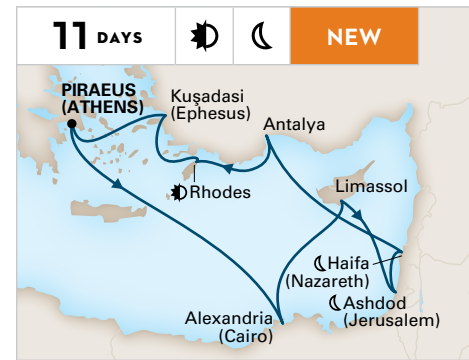 11 DAYS
NEW
PIRAEUS
(ATHENS)
Kuşadasi
(Ephesus)
Antalya
Rhodes
Limassol
Haifa
(Nazareth)
Ashdod
(Jerusalem)
Alexandria
(Cairo)